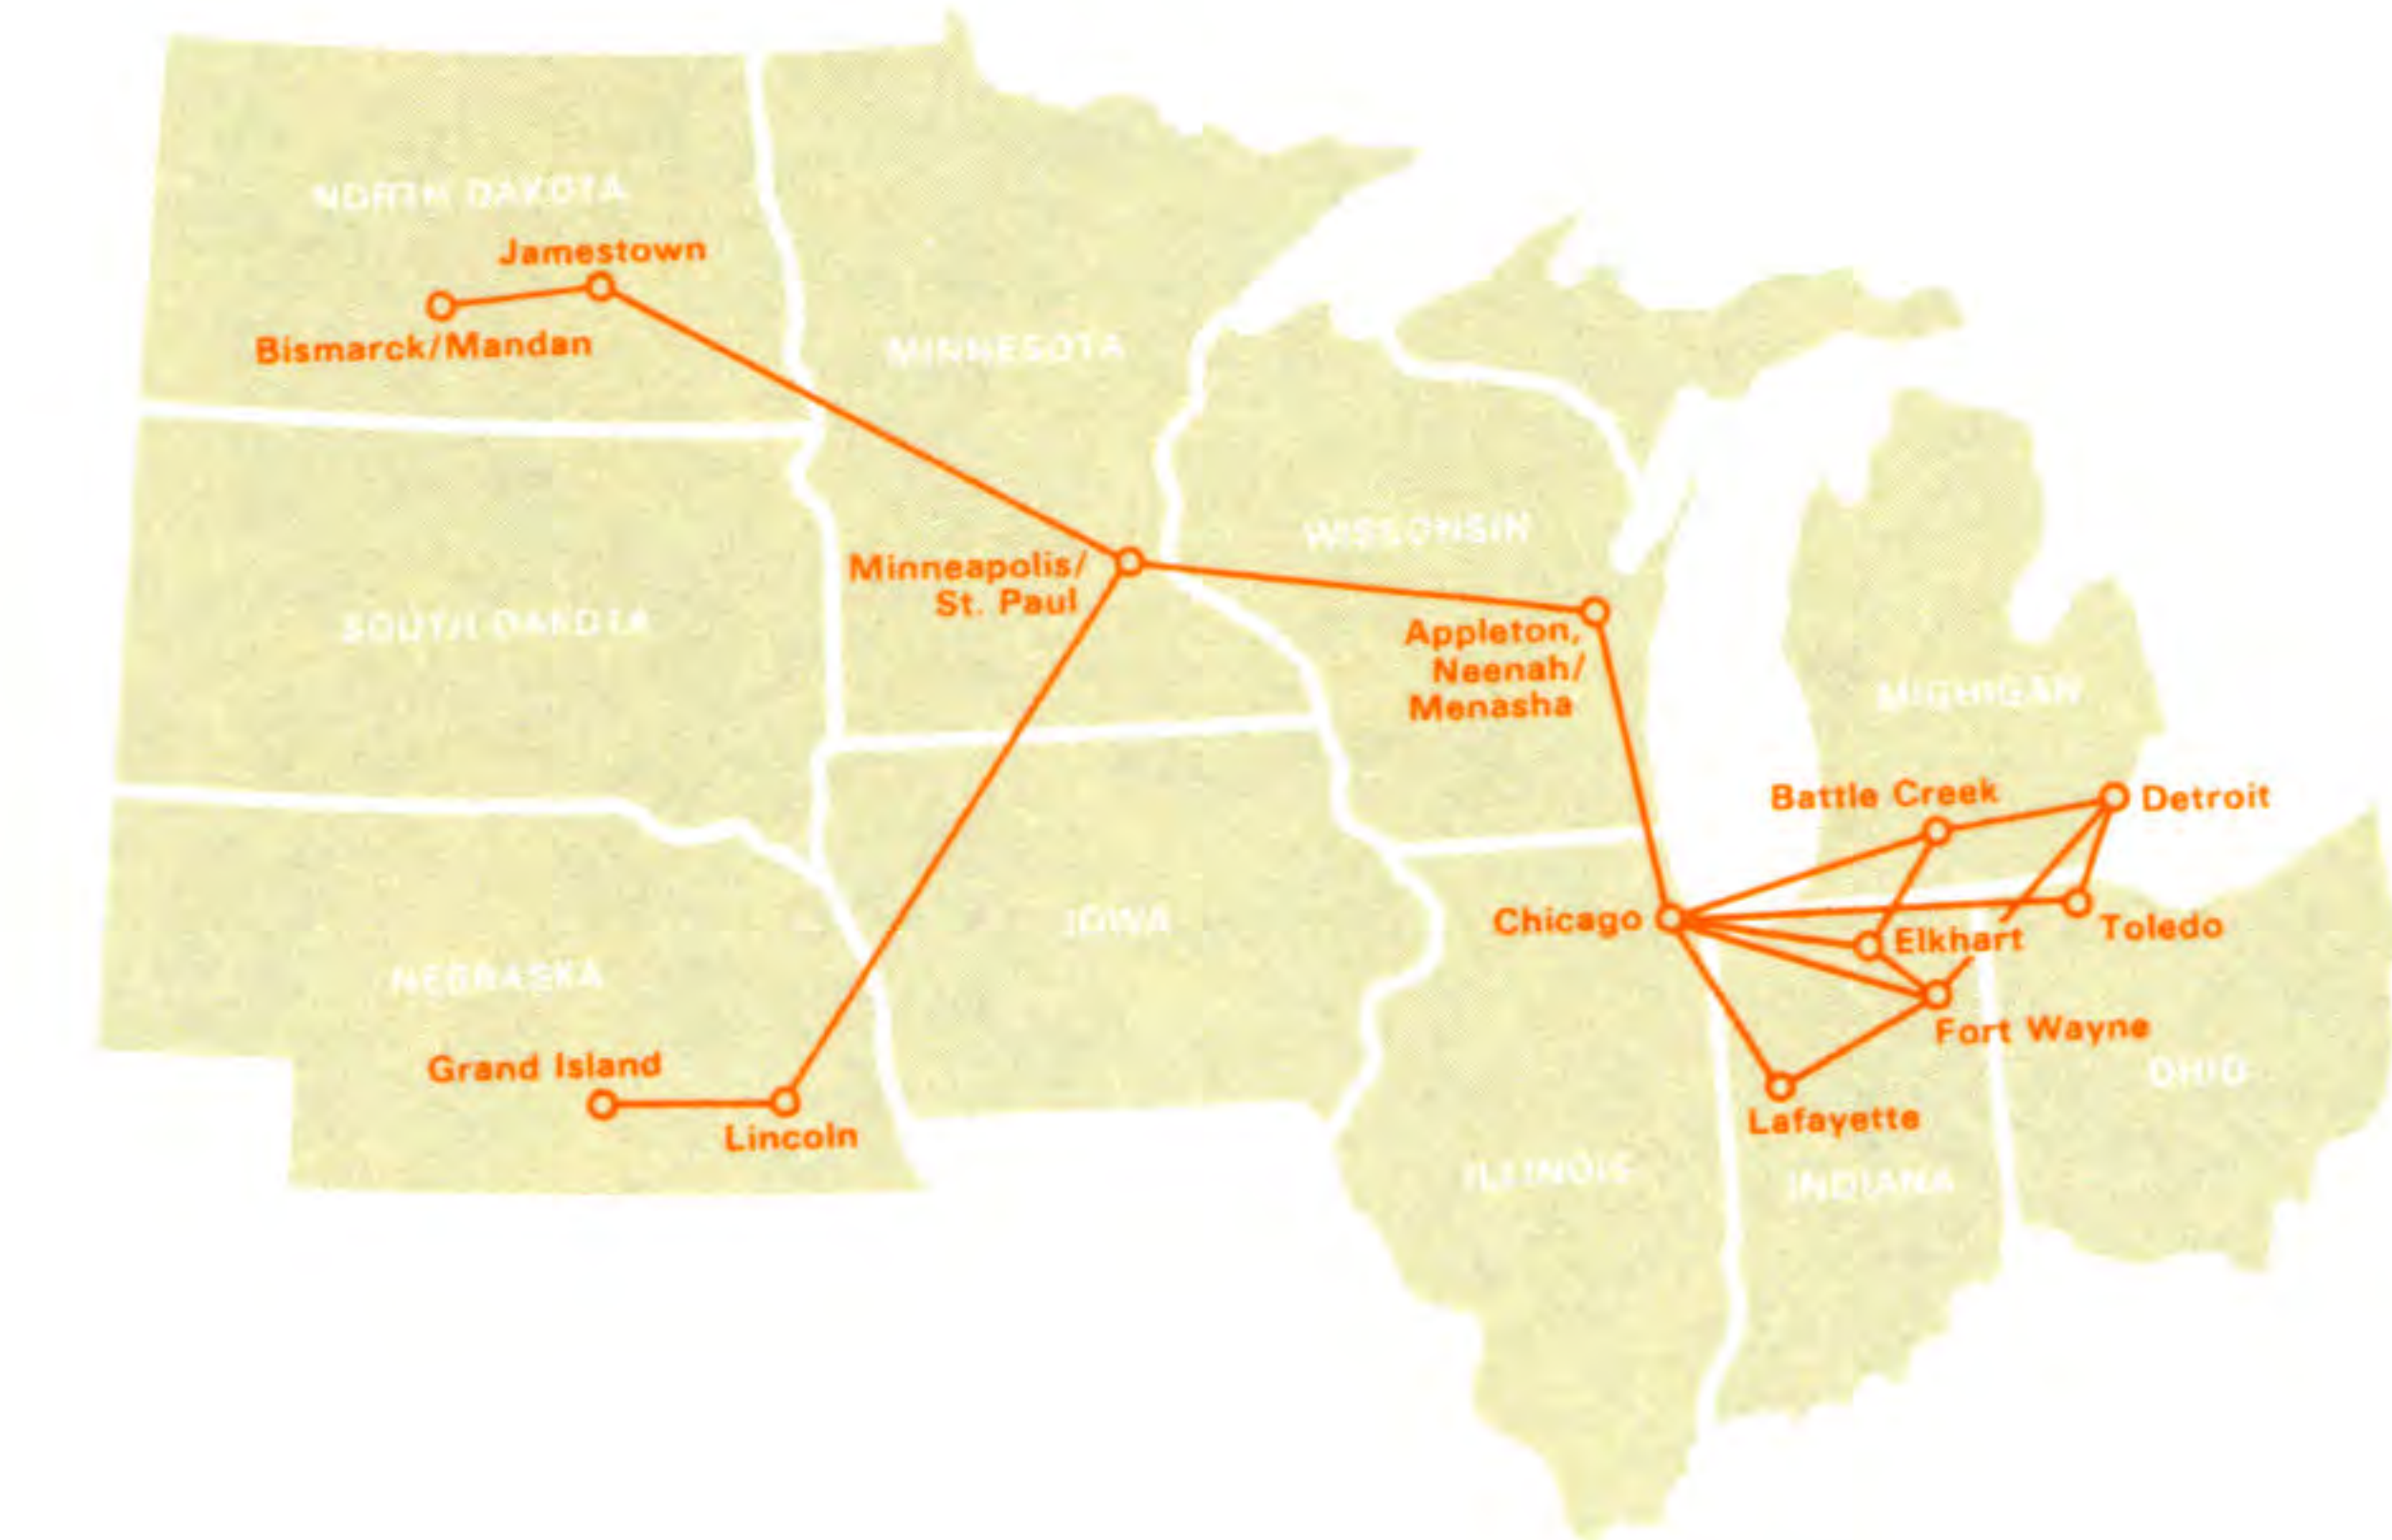 NORTH DAKOTA
Jamestown
Bismarck/Mandan
MINNESOTA
WISCONSIN
Minneapolis/
St. Paul
SOUTH DAKOTA
Appleton,
Neenah/
Menasha
MICHIGAN
Battle Creek
Detroit
Chicago
Elkhart
Toledo
IOWA
NEBRASKA
Fort Wayne
Grand Island
OHIO
Lincoln
Lafayette
ILLINOIS
INDIANA